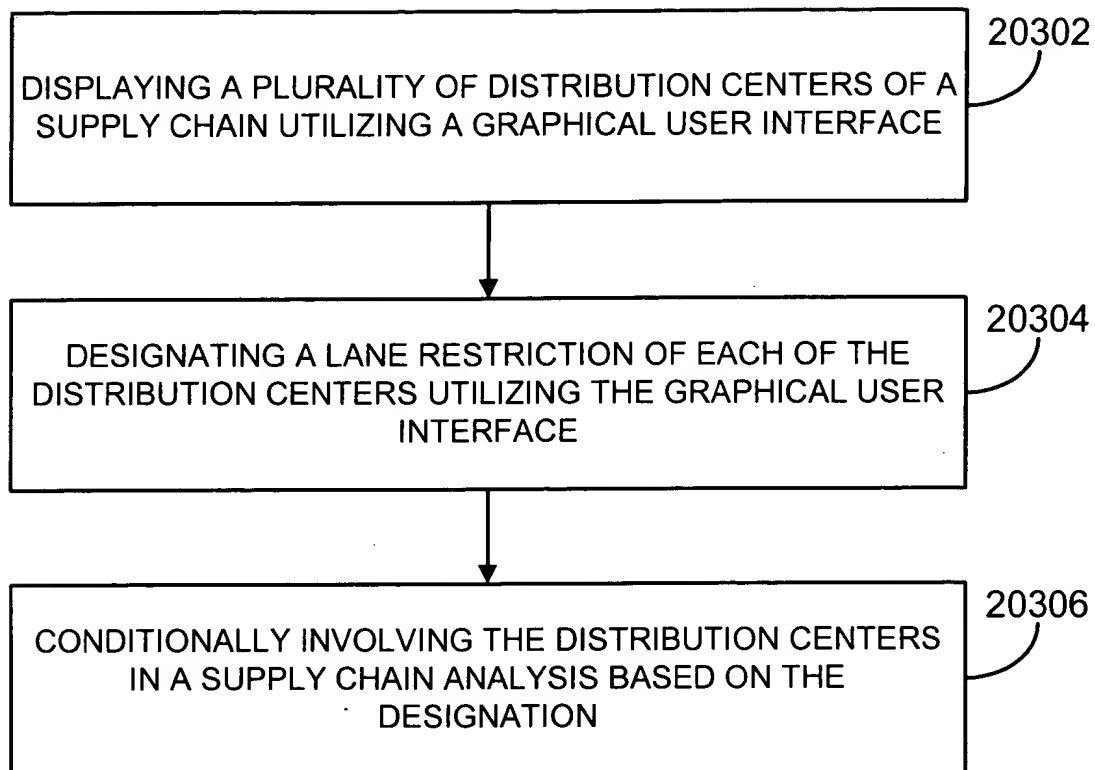 20302
DISPLAYING A PLURALITY OF DISTRIBUTION CENTERS OF A
SUPPLY CHAIN UTILIZING A GRAPHICAL USER INTERFACE
20304
DESIGNATING A LANE RESTRICTION OF EACH OF THE
DISTRIBUTION CENTERS UTILIZING THE GRAPHICAL USER
INTERFACE
20306
CONDITIONALLY INVOLVING THE DISTRIBUTION CENTERS
IN A SUPPLY CHAIN ANALYSIS BASED ON THE
DESIGNATION